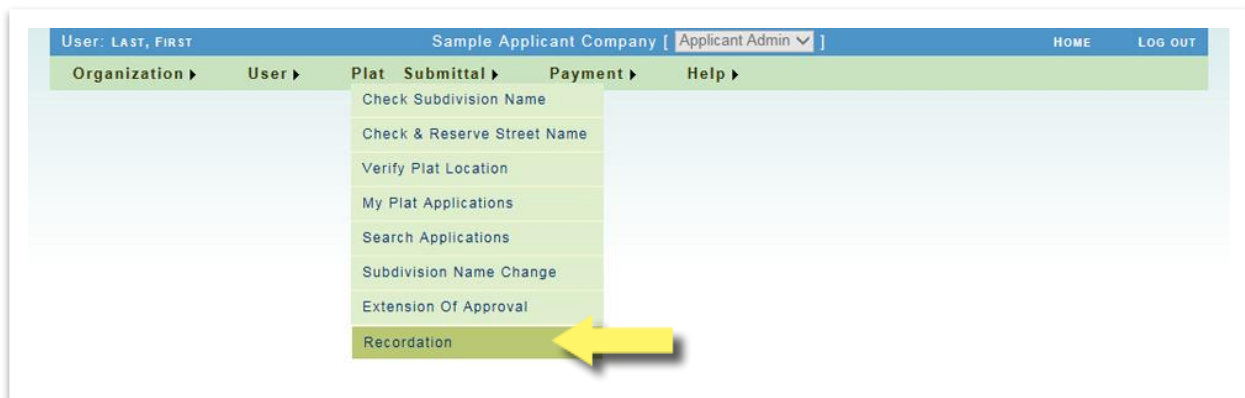 User: LAST, FIRST Sample Applicant Company [ Applicant Admin ] HOME LOG OUT
Organization User Plat Submittal Payment Help
Check Subdivision Name
Check & Reserve Street Name
Verify Plat Location
My Plat Applications
Search Applications
Subdivision Name Change
Extension Of Approval
Recordation